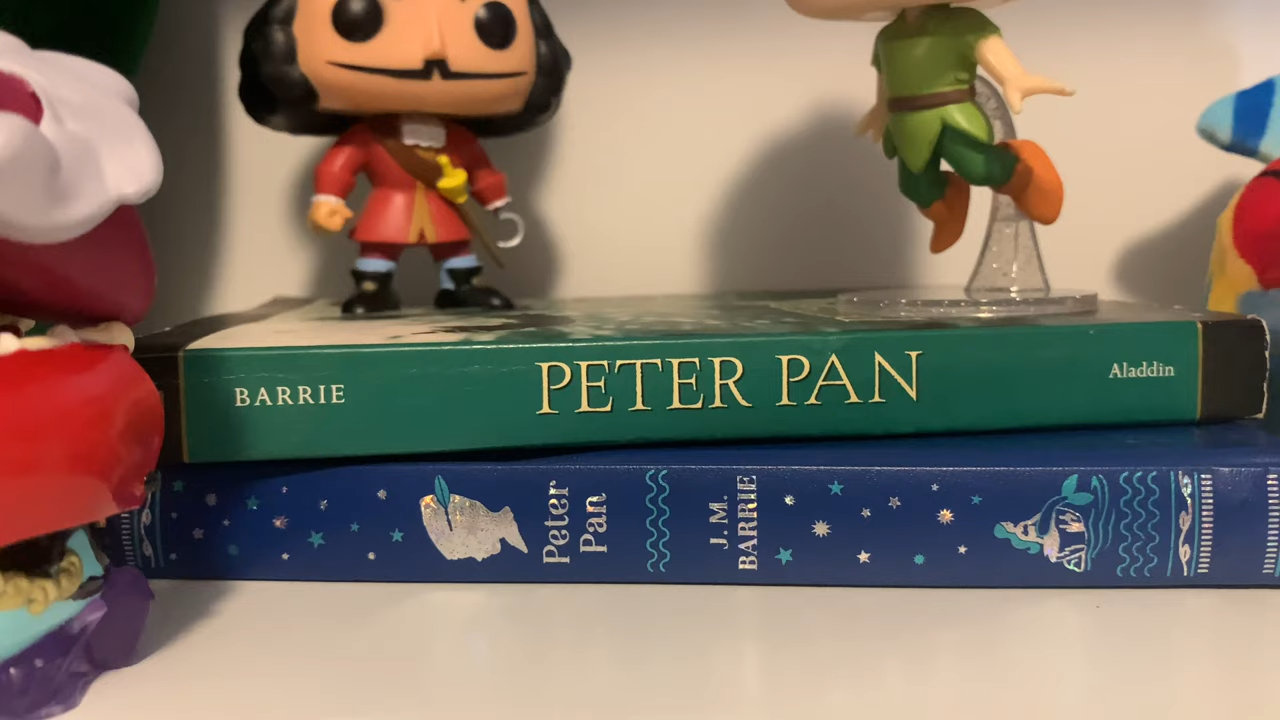 BARRIE PETER PAN Aladdin
Peter
Pan
J. M.
BARRIE